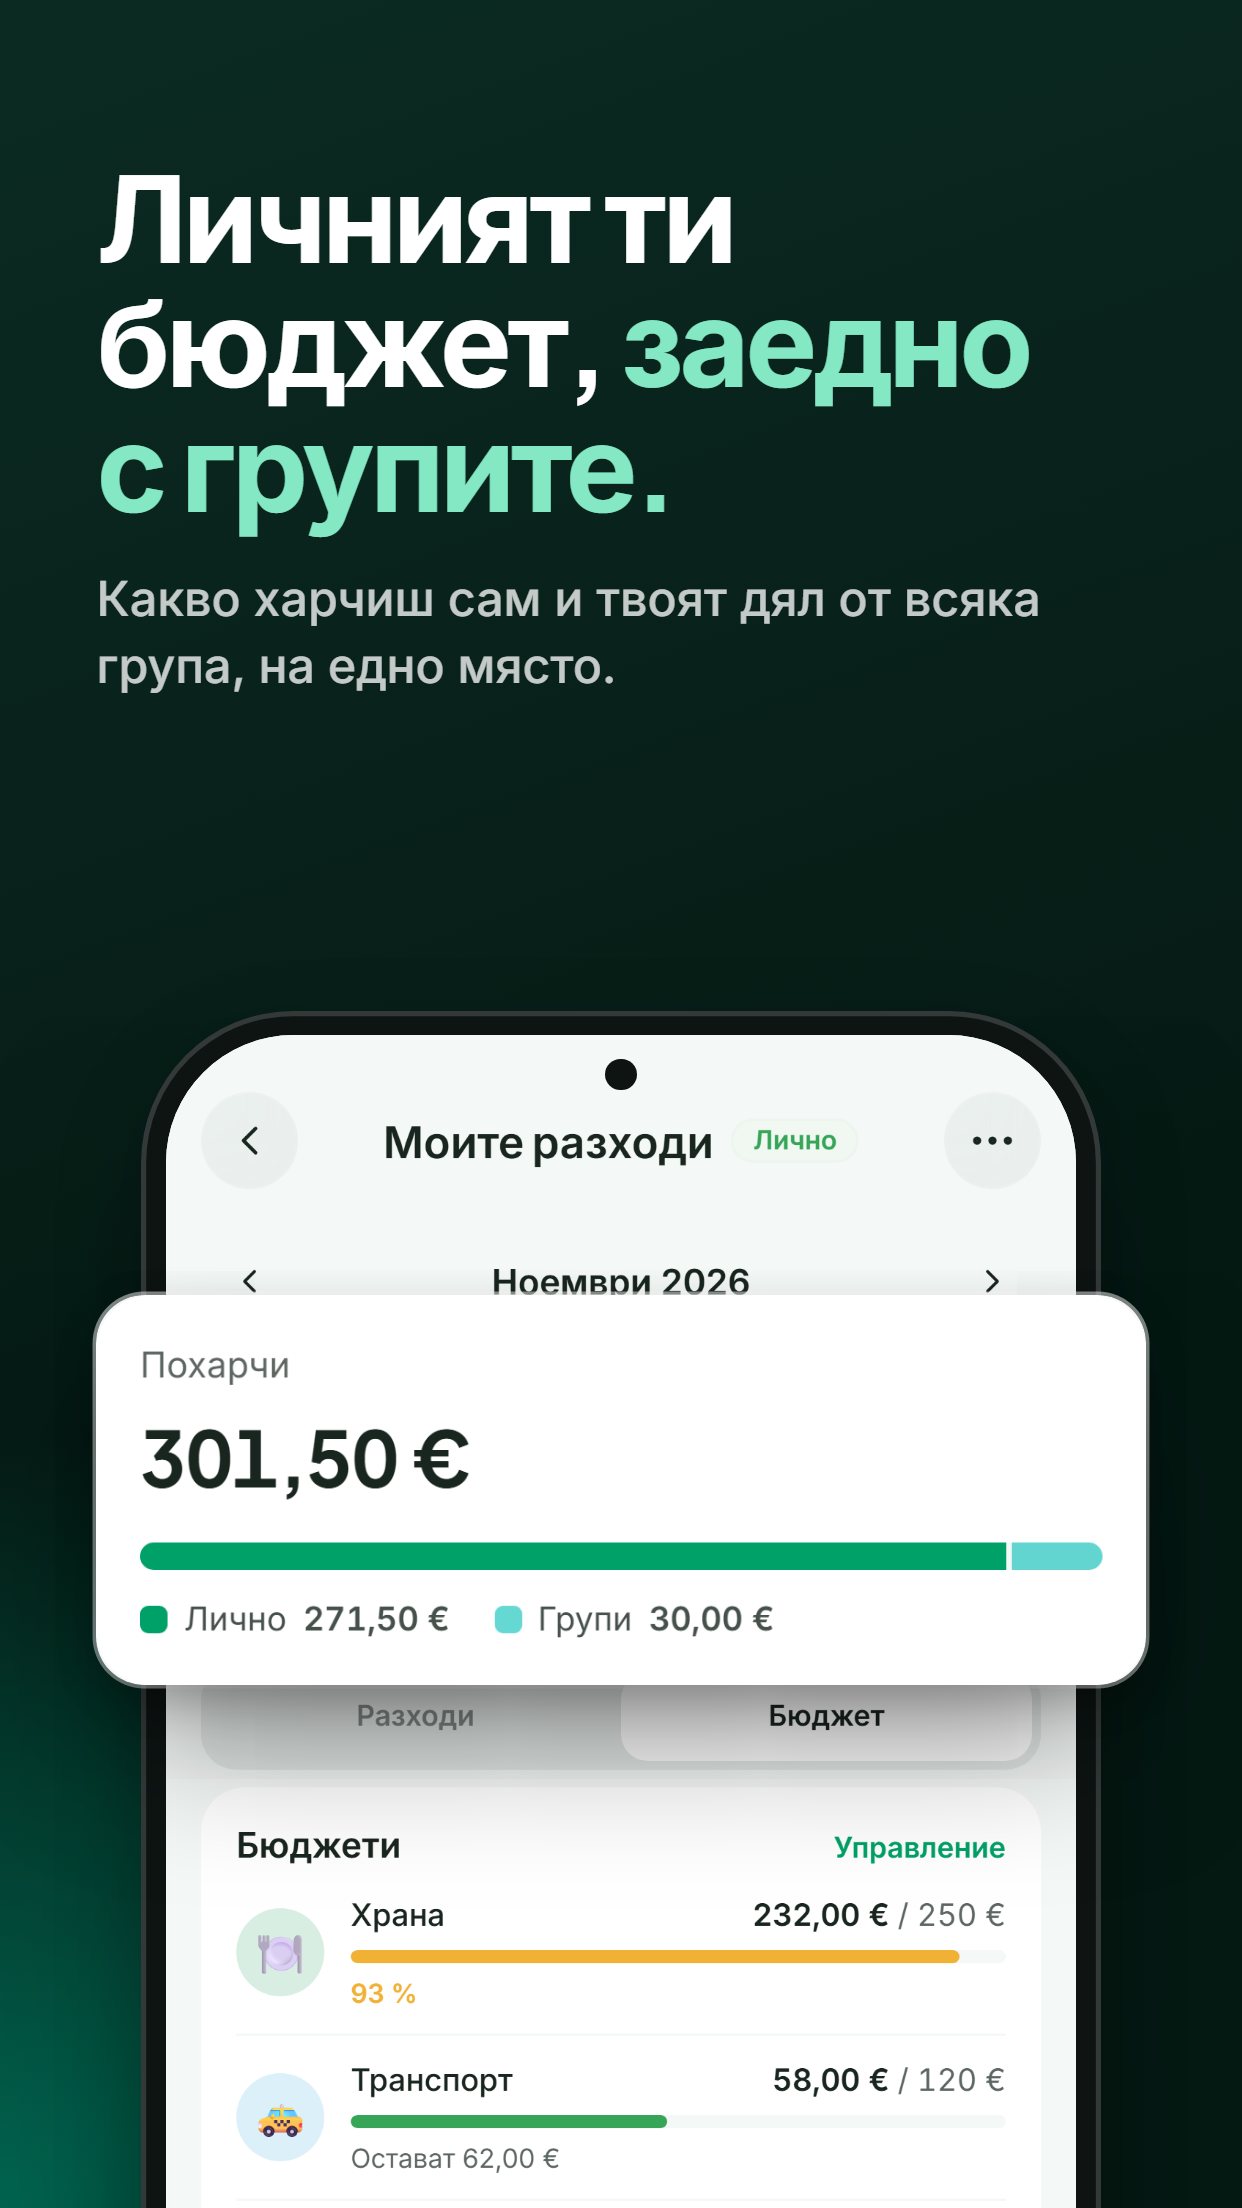 Личният ти
бюджет, заедно
с групите.
Какво харчиш сам и твоят дял от всяка
група, на едно място.
Моите разходи Лично
Ноември 2026
Похарчи
301,50 €
Лично 271,50 € Групи 30,00 €
Разходи Бюджет
Бюджети Управление
Храна 232,00 € / 250 €
93 %
Транспорт 58,00 € / 120 €
Остават 62,00 €